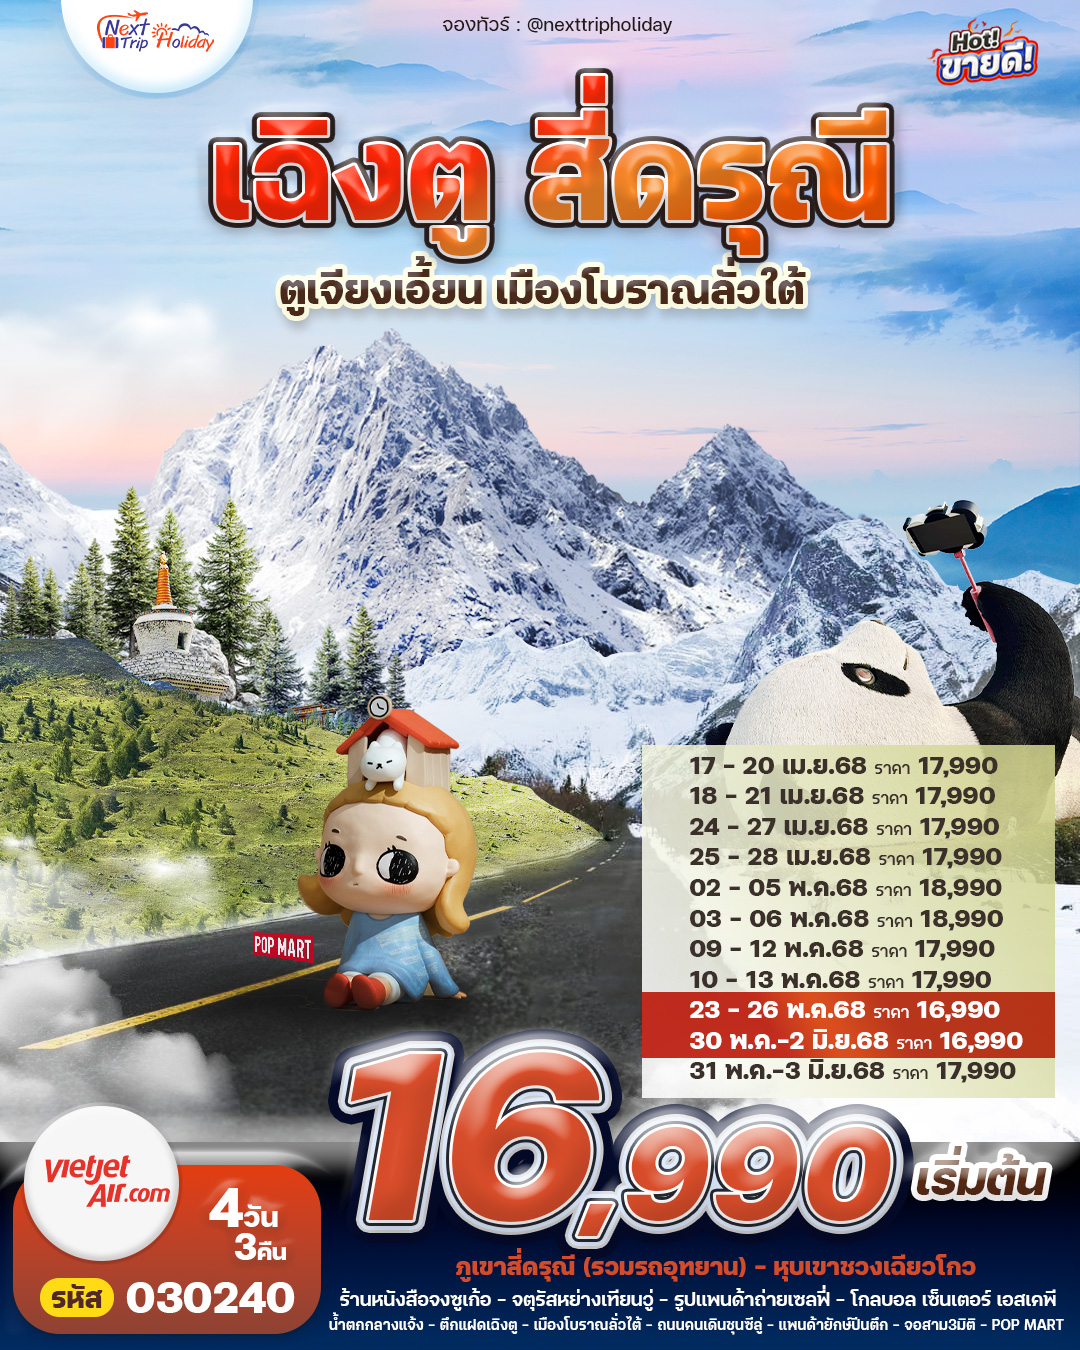 Next Trip Holiday
จองทัวร์ : @nexttripholiday
Hot! ขายดี!
เฉิงตู สี่ดรุณี
ตูเจียงเอี้ยน เมืองโบราณลั่วใต้
17 - 20 เม.ย.68 ราคา 17,990
18 - 21 เม.ย.68 ราคา 17,990
24 - 27 เม.ย.68 ราคา 17,990
25 - 28 เม.ย.68 ราคา 17,990
02 - 05 พ.ค.68 ราคา 18,990
03 - 06 พ.ค.68 ราคา 18,990
09 - 12 พ.ค.68 ราคา 17,990
10 - 13 พ.ค.68 ราคา 17,990
23 - 26 พ.ค.68 ราคา 16,990
30 พ.ค.-2 มิ.ย.68 ราคา 16,990
31 พ.ค.-3 มิ.ย.68 ราคา 17,990
POP MART
16,990 เริ่มต้น
vietjet Air.com
4วัน
3คืน
รหัส 030240
ภูเขาสี่ดรุณี (รวมรถอุทยาน) - หุบเขาชวงเฉียวโกว
ร้านหนังสือจงซูเก้อ - จตุรัสหย่างเทียนวู่ - รูปแพนด้าถ่ายเซลฟี่ - โกลบอล เซ็นเตอร์ เอสเคพี
น้ำตกกลางแจ้ง - ตึกแฝดเฉิงตู - เมืองโบราณลั่วไต้ - ถนนคนเดินชุนซีลู่ - แพนด้ายักษ์ปีนตึก - จอสาม3มิติ - POP MART